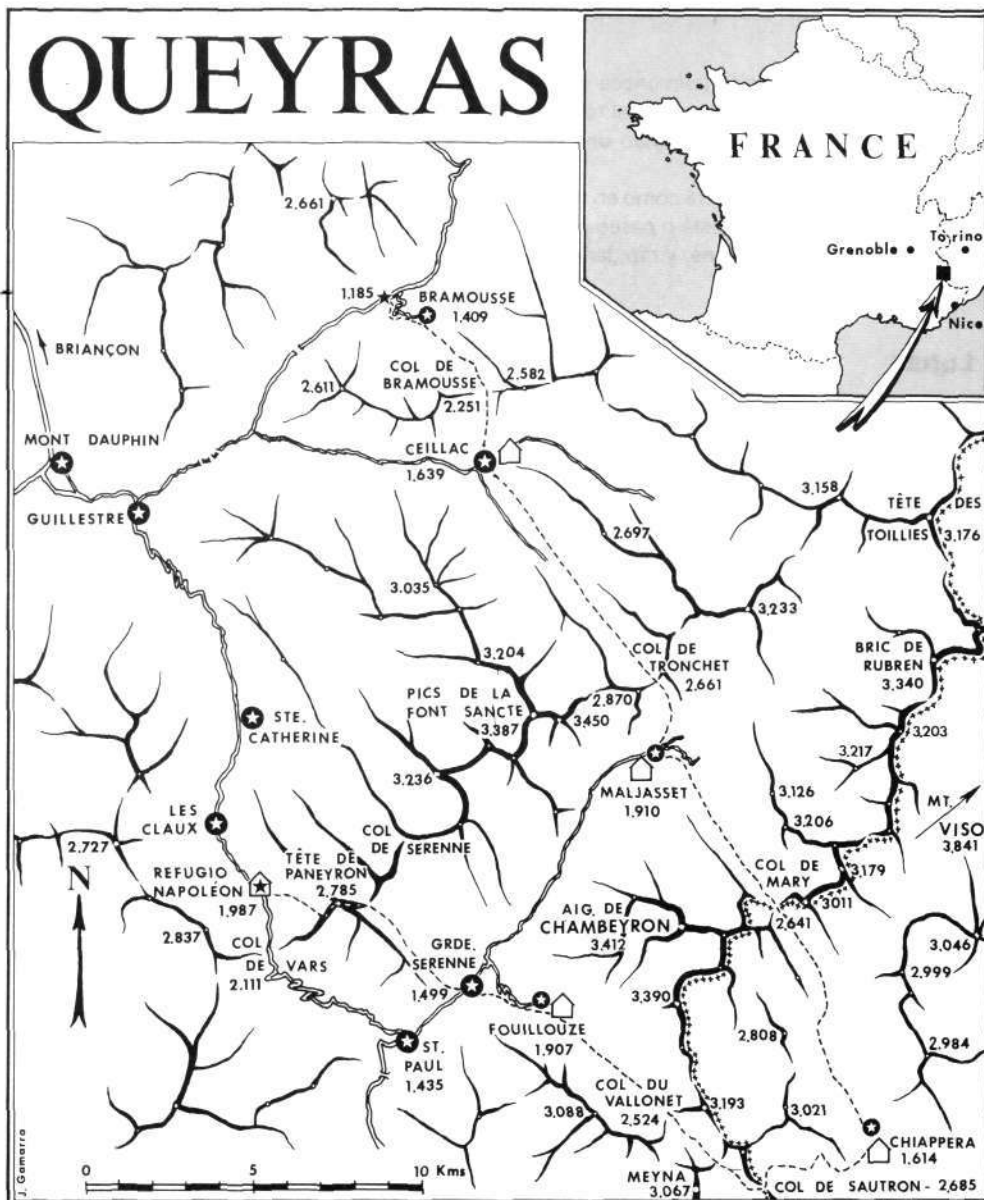 QUEYRAS
FRANCE
Grenoble
Torino
Nice
2.661
1.185
BRAMOUSSE
1.409
BRIANÇON
COL DE
BRAMOUSSE
2.251
2.611
2.582
MONT DAUPHIN
CEILLAC
1.639
GUILLESTRE
3,158
TÊTE DES
TOILLIES
3,176
2.697
3.035
3,233
3,204
COL DE
TRONCHET
2,661
BRIC DE
RUBREN
3,340
PICS DE LA
FONT SANCTE
3,387
2,870
3,450
STE.
CATHERINE
3,203
3,217
3,236
MALJASSET
1.910
3,126
3,206
MT.
VISO
3,841
LES
CLAUX
COL
DE SERENNE
2.727
N
TÊTE DE
PANEYRON
2.785
REFUGIO
NAPOLÉON
1.987
COL DE
MARY
2,641
3,179
3011
AIG. DE
CHAMBEYRON
3,412
2.837
COL
DE VARS
2.111
GRDE.
SERENNE
1,499
3,046
2,999
3,390
FOUILLOUZE
1,907
2,808
2,984
ST.
PAUL
1.435
COL DU
VALLONET
2,524
3,088
3,193
3,021
CHIAPPERA
1,614
MEYNA
3,067
COL DE SAUTRON - 2,685
0 5 10 Kms
J. Gamarra